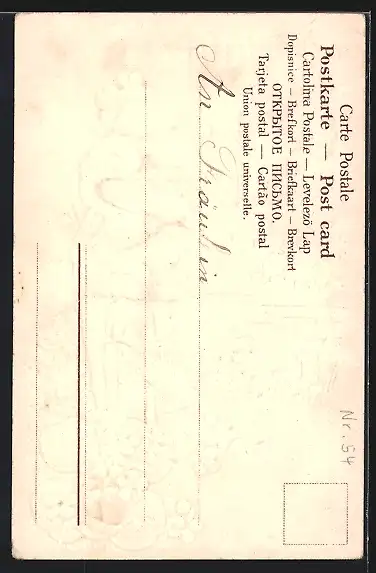 Carte Postale
Postkarte — Post card
Cartolina Postale — Levelező Lap
Dopisnice — Brefkort — Briefkaart — Brevkort
ОТКРЫТОЕ ПИСЬМО.
Tarjeta postal — Cartão postal
Union postale universelle.
An Fräulein
Nr. 54